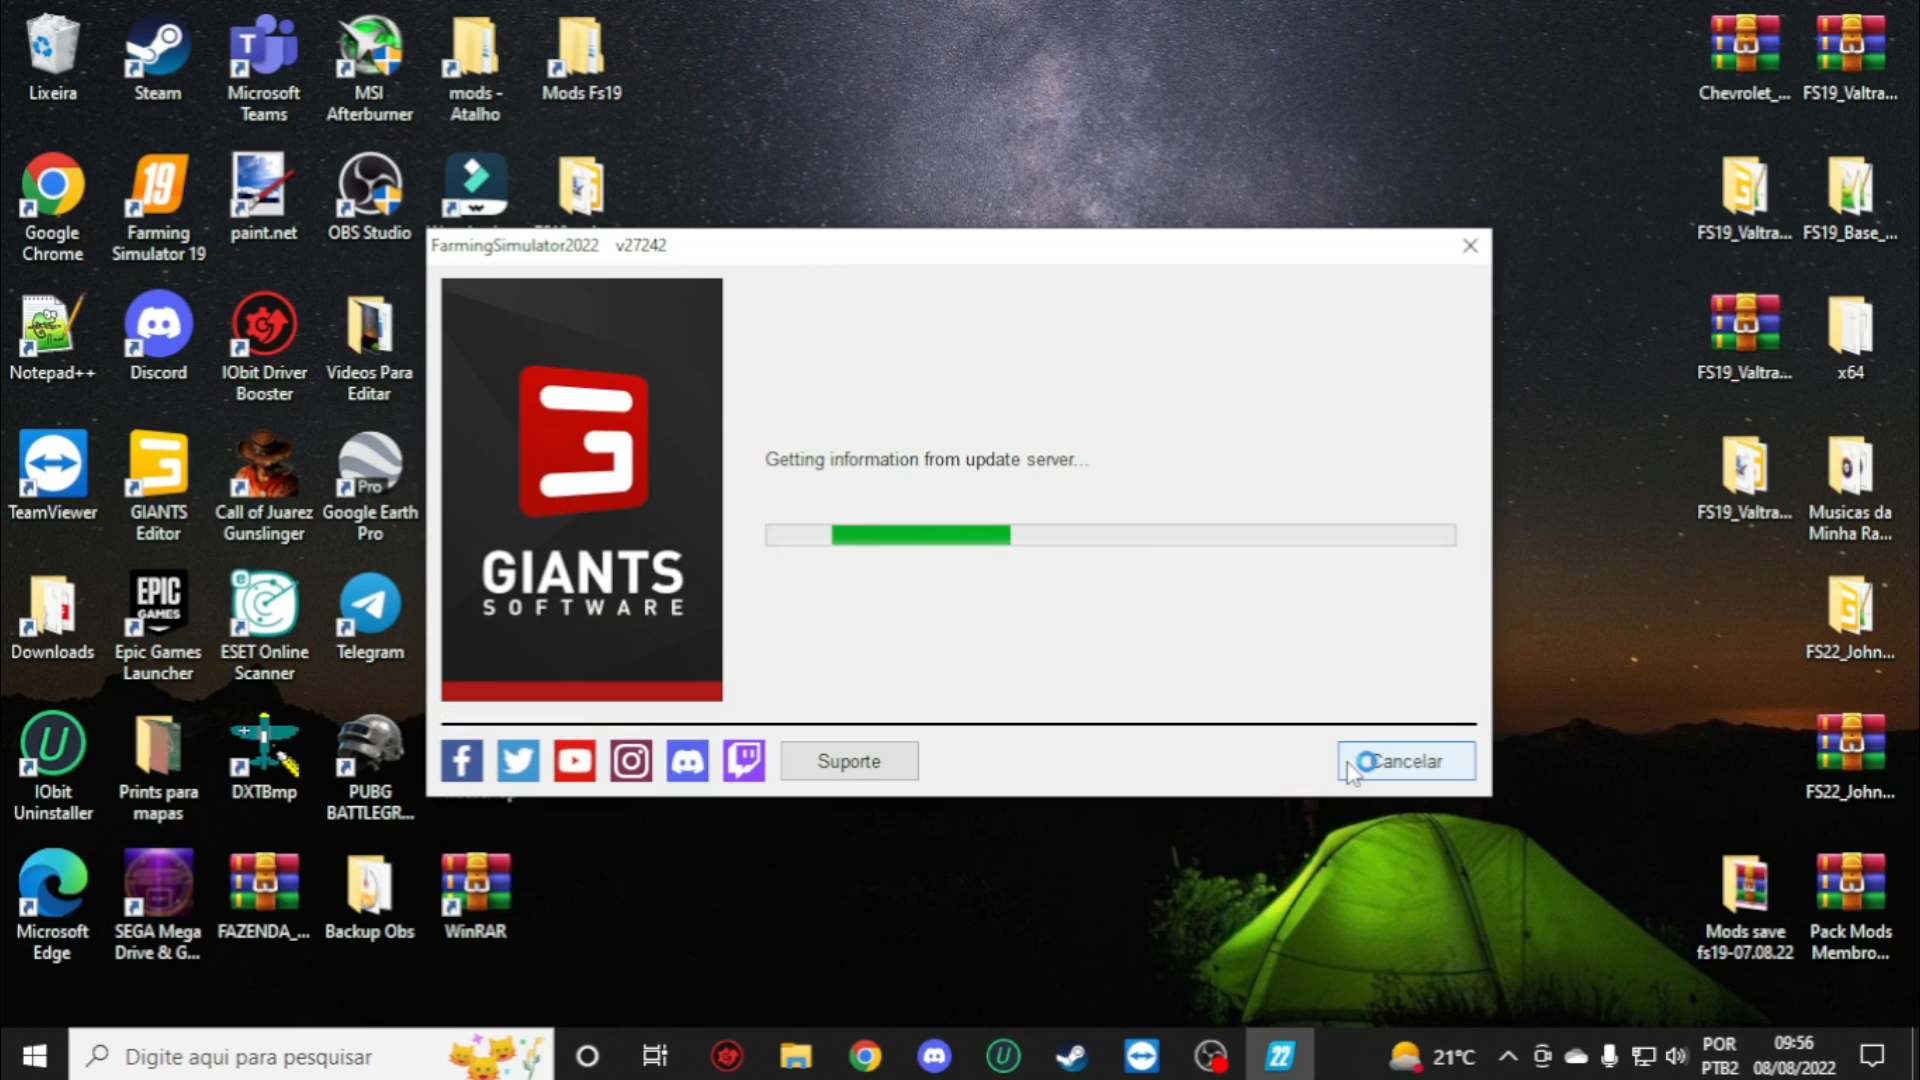 Lixeira
Steam
Microsoft
Teams
MSI
Afterburner
mods -
Atalho
Mods Fs19
Chevrolet_...
FS19_Valtra...
Google
Chrome
19
Farming
Simulator 19
paint.net
OBS Studio
FS19_Valtra...
FS19_Base_...
FarmingSimulator2022 v27242
Notepad++
Discord
IObit Driver
Booster
Videos Para
Editar
FS19_Valtra...
x64
TeamViewer
GIANTS
Editor
Call of Juarez
Gunslinger
Pro
Google Earth
Pro
Getting information from update server...
GIANTS
SOFTWARE
FS19_Valtra...
Musicas da
Minha Ra...
Downloads
EPIC
GAMES
Epic Games
Launcher
ESET Online
Scanner
Telegram
FS22_John...
IObit
Uninstaller
Prints para
mapas
DXTBmp
PUBG
BATTLEGR...
Suporte
Cancelar
FS22_John...
Microsoft
Edge
SEGA Mega
Drive & G...
FAZENDA_...
Backup Obs
WinRAR
Mods save
fs19-07.08.22
Pack Mods
Membro...
Digite aqui para pesquisar
22
21°C
POR
PTB2
09:56
08/08/2022